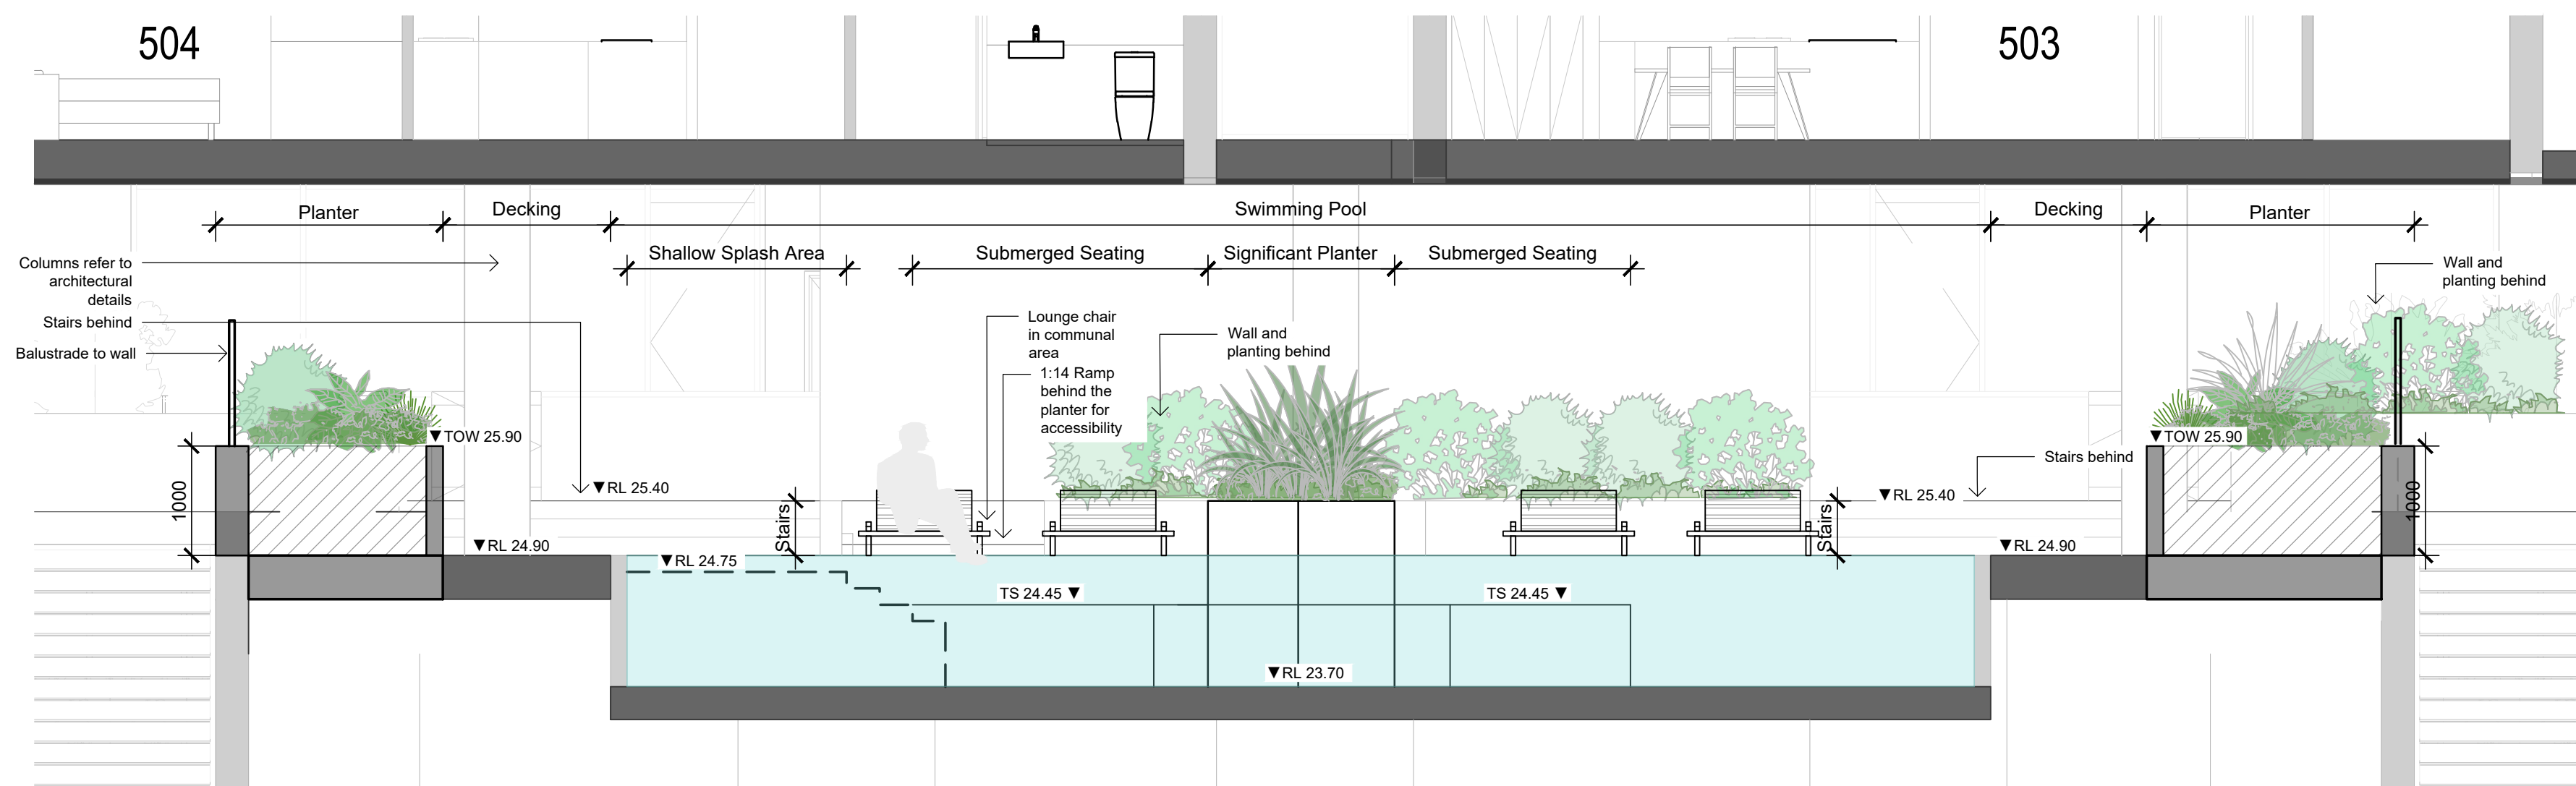 504
503
Planter
Decking
Swimming Pool
Decking
Planter
Shallow Splash Area
Submerged Seating
Significant Planter
Submerged Seating
Columns refer to
architectural
details
Stairs behind
Balustrade to wall
Lounge chair
in communal
area
1:14 Ramp
behind the
planter for
accessibility
Wall and
planting behind
Wall and
planting behind
▼TOW 25.90
▼TOW 25.90
Stairs behind
1000
▼RL 25.40
Stairs
Stairs
▼RL 25.40
1000
▼RL 24.90
▼RL 24.90
▼RL 24.75
TS 24.45 ▼
TS 24.45 ▼
▼RL 23.70